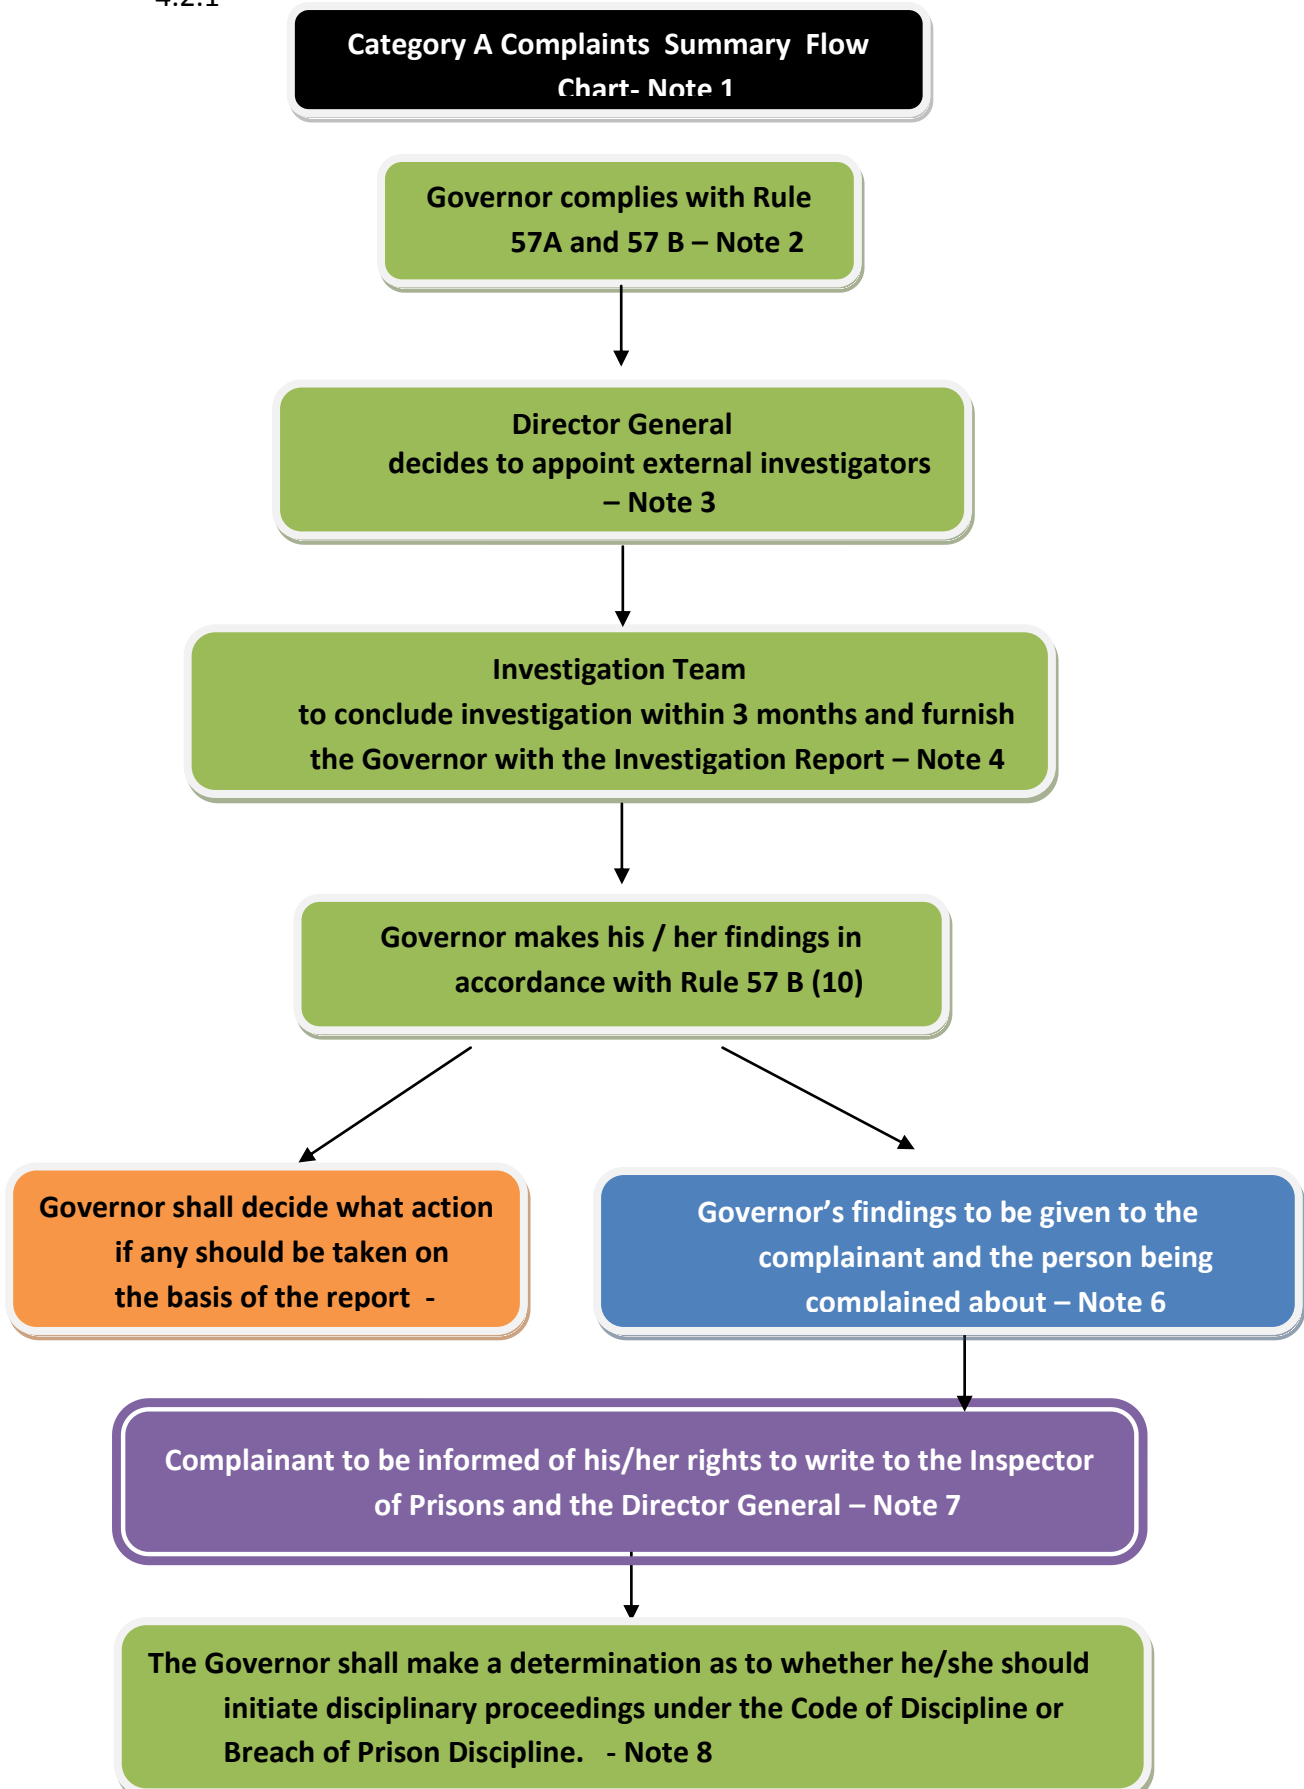 4.2.1
Category A Complaints Summary Flow
Chart- Note 1
Governor complies with Rule
57A and 57 B – Note 2
Director General
decides to appoint external investigators
– Note 3
Investigation Team
to conclude investigation within 3 months and furnish
the Governor with the Investigation Report – Note 4
Governor makes his / her findings in
accordance with Rule 57 B (10)
Governor shall decide what action
if any should be taken on
the basis of the report -
Governor’s findings to be given to the
complainant and the person being
complained about – Note 6
Complainant to be informed of his/her rights to write to the Inspector
of Prisons and the Director General – Note 7
The Governor shall make a determination as to whether he/she should
initiate disciplinary proceedings under the Code of Discipline or
Breach of Prison Discipline. - Note 8